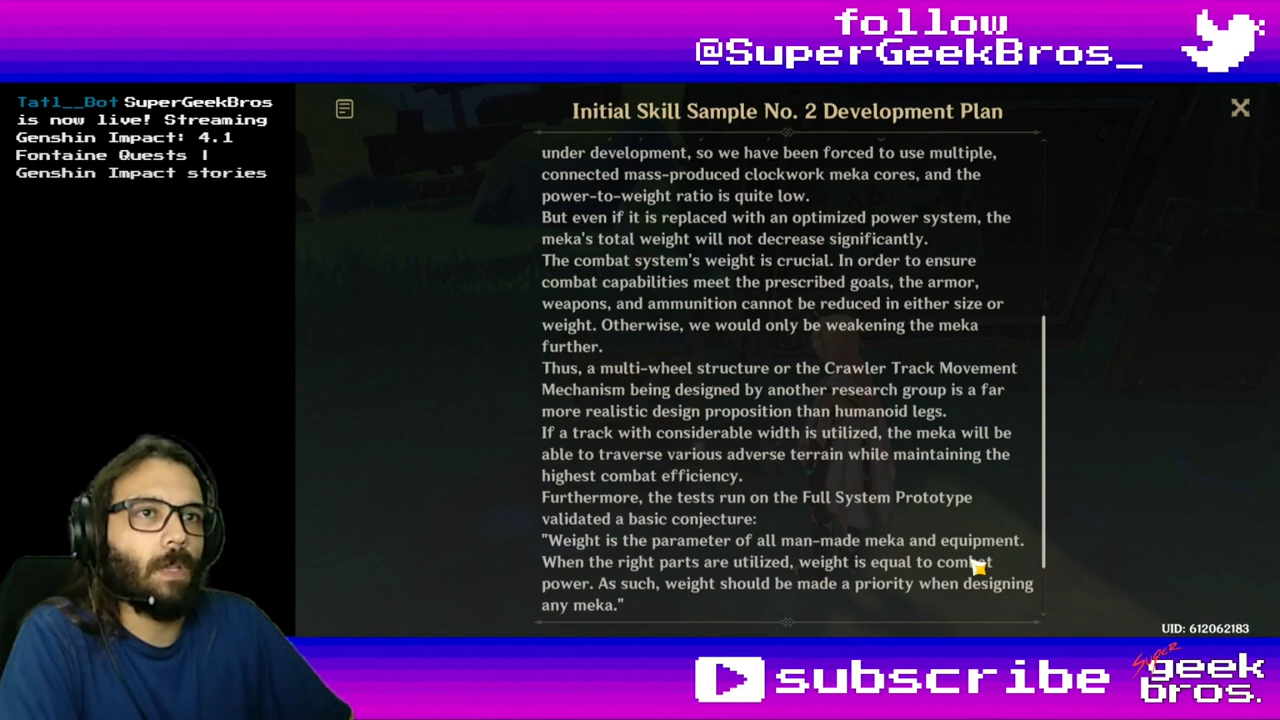 follow
@SuperGeekBros_
Tatl__Bot SuperGeekBros
is now live! Streaming
Genshin Impact: 4.1
Fontaine Quests |
Genshin Impact stories
Initial Skill Sample No. 2 Development Plan
under development, so we have been forced to use multiple,
connected mass-produced clockwork meka cores, and the
power-to-weight ratio is quite low.
But even if it is replaced with an optimized power system, the
meka's total weight will not decrease significantly.
The combat system's weight is crucial. In order to ensure
combat capabilities meet the prescribed goals, the armor,
weapons, and ammunition cannot be reduced in either size or
weight. Otherwise, we would only be weakening the meka
further.
Thus, a multi-wheel structure or the Crawler Track Movement
Mechanism being designed by another research group is a far
more realistic design proposition than humanoid legs.
If a track with considerable width is utilized, the meka will be
able to traverse various adverse terrain while maintaining the
highest combat efficiency.
Furthermore, the tests run on the Full System Prototype
validated a basic conjecture:
"Weight is the parameter of all man-made meka and equipment.
When the right parts are utilized, weight is equal to combat
power. As such, weight should be made a priority when designing
any meka."
UID: 612062183
subscribe
Super
geek
bros.